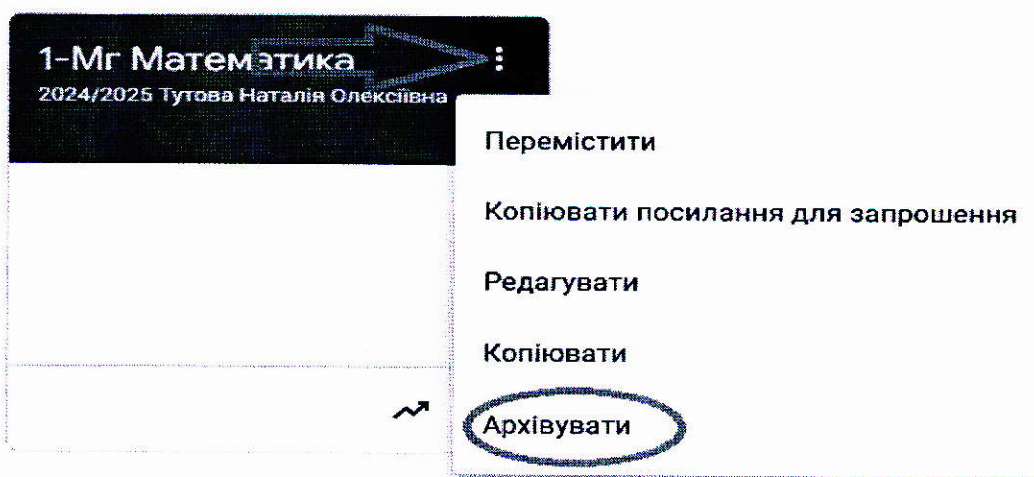 1-Мг Математика
2024/2025 Тутова Наталія Олексіївна
Перемістити
Копіювати посилання для запрошення
Редагувати
Копіювати
Архівувати